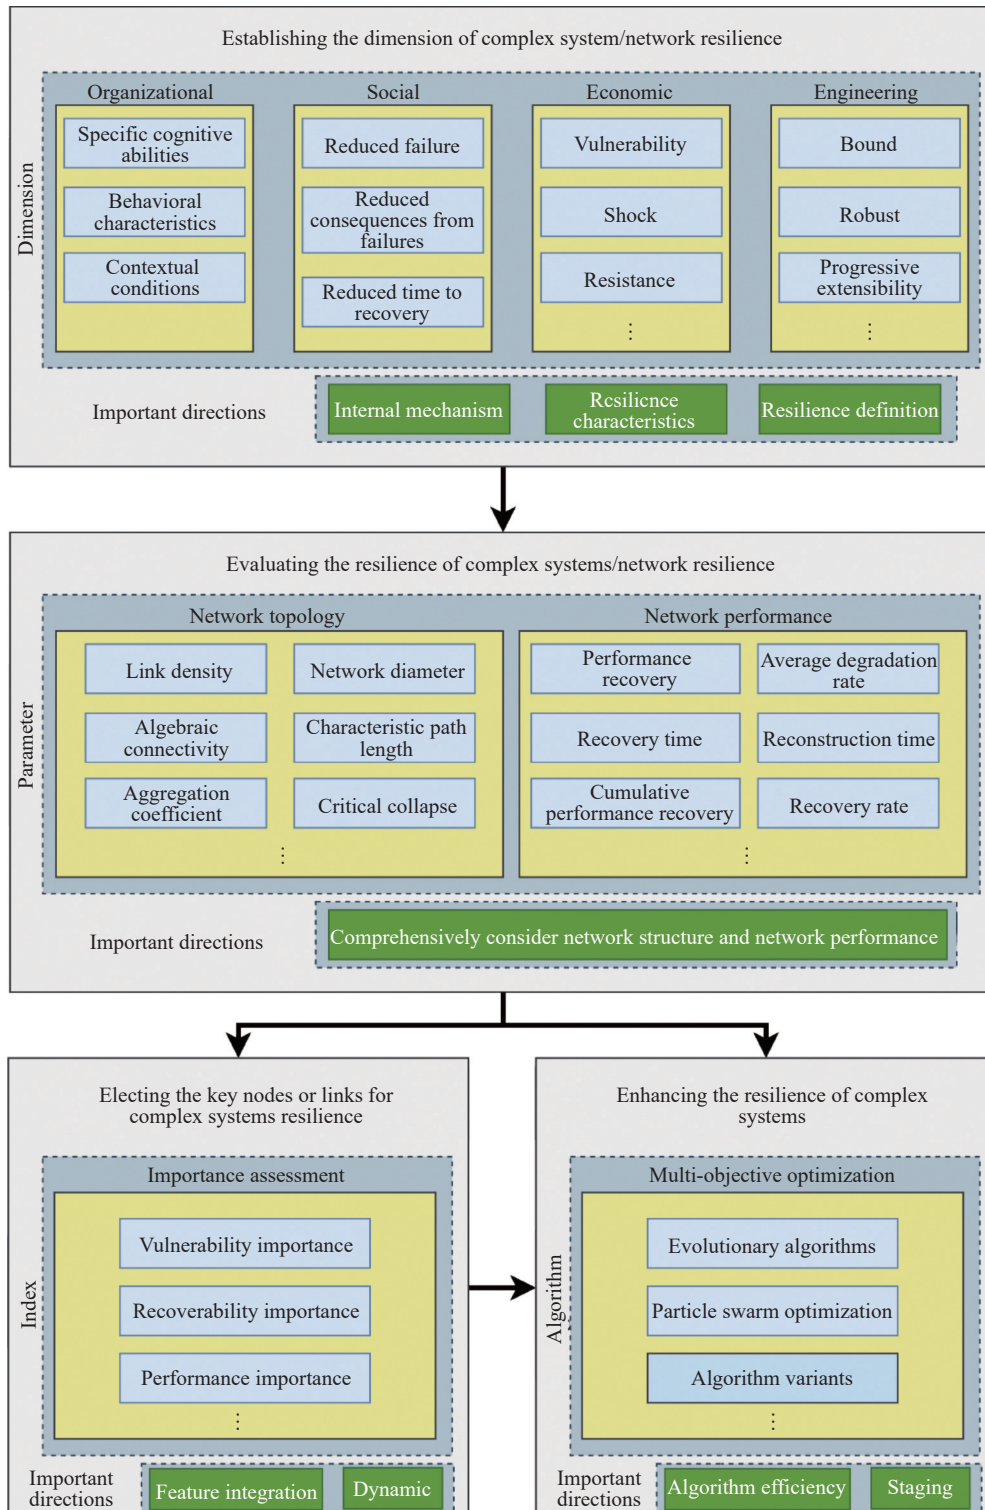 Establishing the dimension of complex system/network resilience
Dimension
Organizational
Specific cognitive
abilities
Behavioral
characteristics
Contextual
conditions
Social
Reduced failure
Reduced
consequences from
failures
Reduced time to
recovery
Economic
Vulnerability
Shock
Resistance
⋮
Engineering
Bound
Robust
Progressive
extensibility
⋮
Important directions
Internal mechanism
Rcsilicncc
characteristics
Resilience definition
Evaluating the resilience of complex systems/network resilience
Parameter
Network topology
Link density
Network diameter
Algebraic
connectivity
Characteristic path
length
Aggregation
coefficient
Critical collapse
⋮
Network performance
Performance
recovery
Average degradation
rate
Recovery time
Reconstruction time
Cumulative
performance recovery
Recovery rate
⋮
Important directions
Comprehensively consider network structure and network performance
Electing the key nodes or links for
complex systems resilience
Index
Importance assessment
Vulnerability importance
Recoverability importance
Performance importance
⋮
Important
directions
Feature integration
Dynamic
Enhancing the resilience of complex
systems
Algorithm
Multi-objective optimization
Evolutionary algorithms
Particle swarm optimization
Algorithm variants
⋮
Important
directions
Algorithm efficiency
Staging